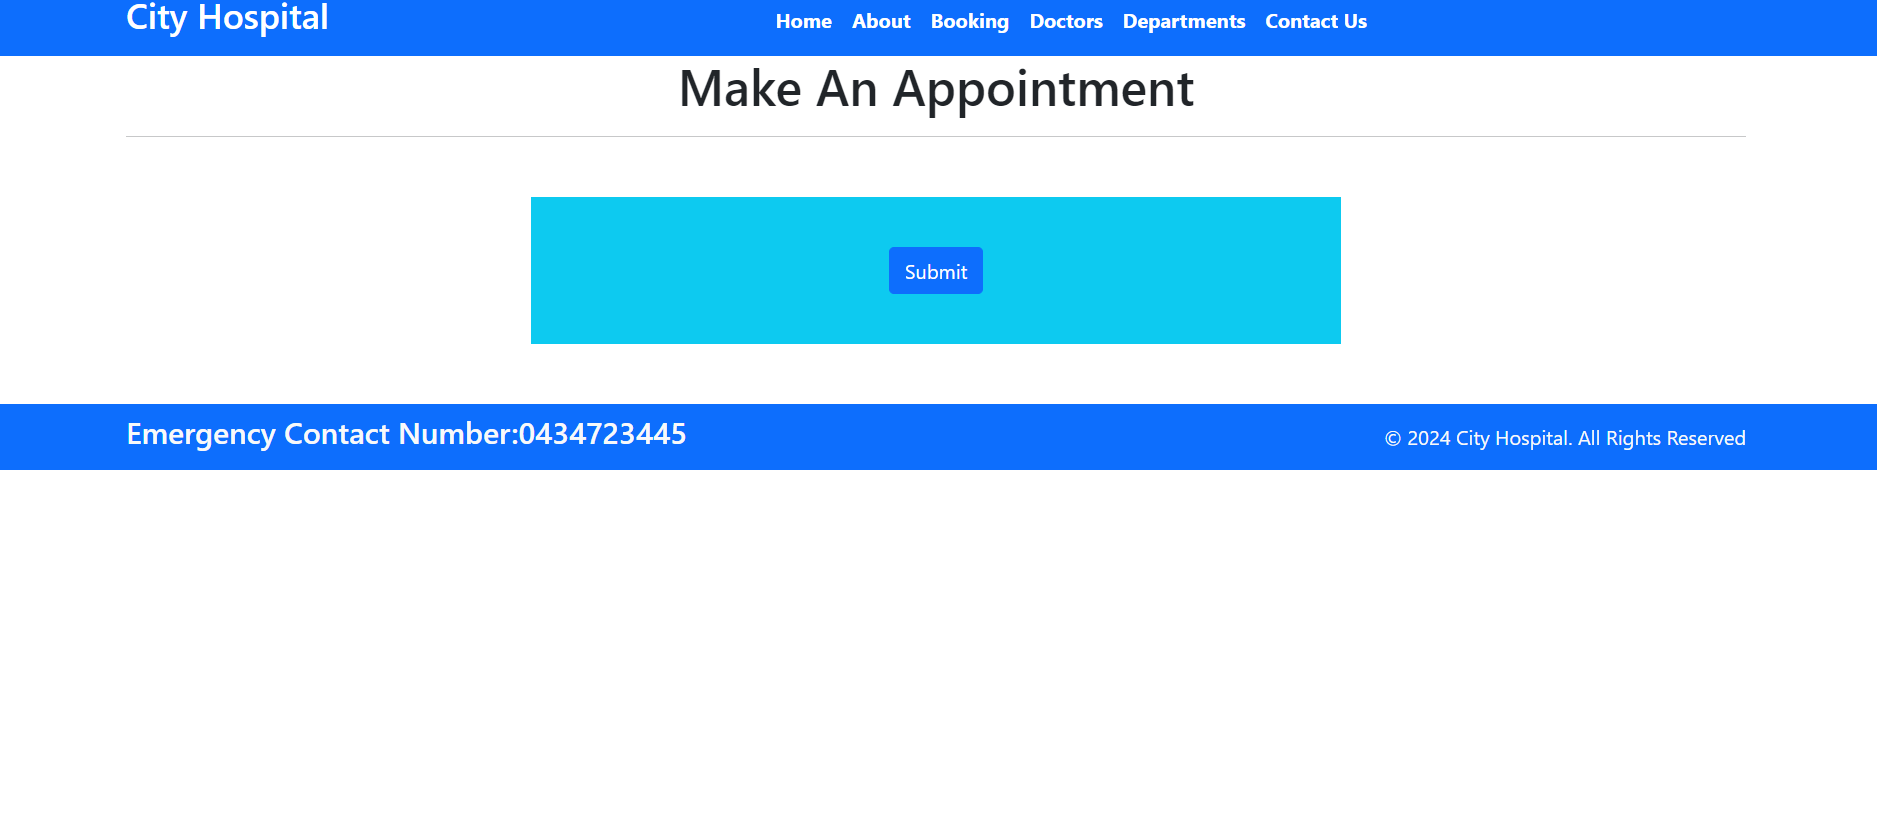 City Hospital
Home About Booking Doctors Departments Contact Us
Make An Appointment
Submit
Emergency Contact Number:0434723445
© 2024 City Hospital. All Rights Reserved